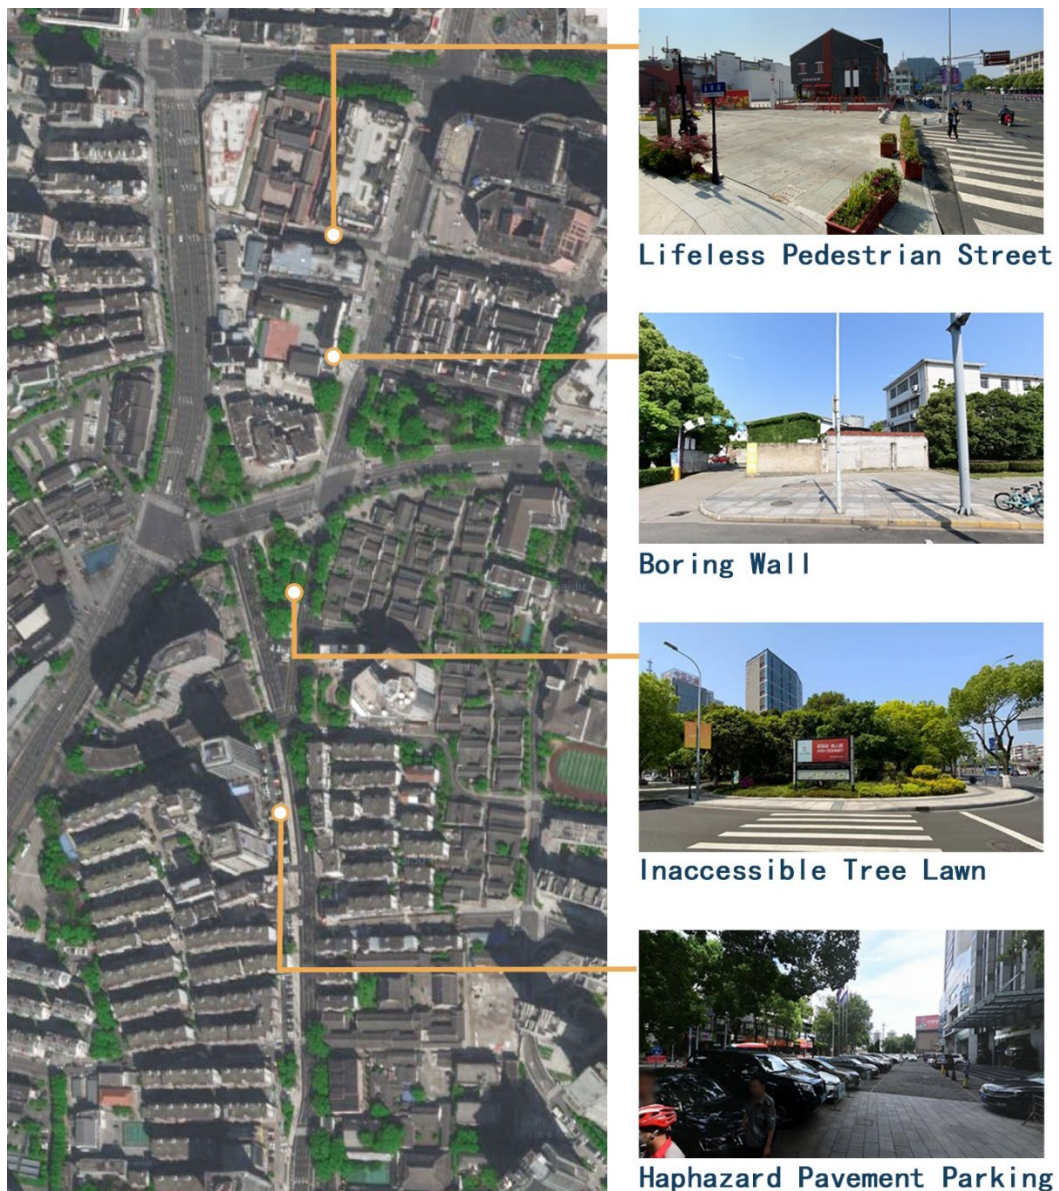 Lifeless Pedestrian Street
Boring Wall
Inaccessible Tree Lawn
Haphazard Pavement Parking